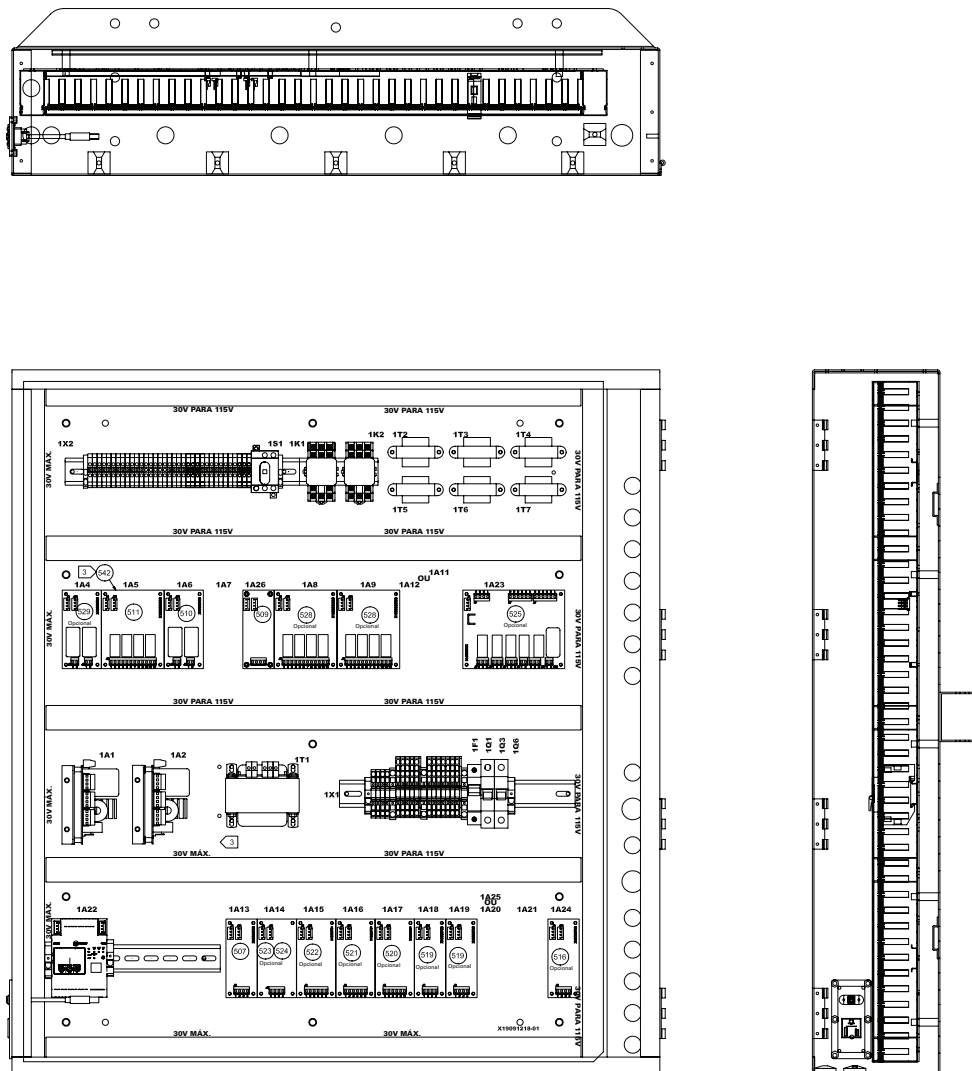 30V PARA 115V 30V PARA 115V
1X2 1S1 1K1 1K2 1T2 1T3 1T4
30V MÁX. 30V PARA 115V
1T5 1T6 1T7
30V PARA 115V 30V PARA 115V
3 542
1A4 1A5 1A6 1A7 1A26 1A8 1A9 1A12 OU 1A11 1A23
529 Opcional 511 510 509 528 Opcional 528 Opcional 525 Opcional
30V MÁX. 30V PARA 115V
30V PARA 115V 30V PARA 115V
1A1 1A2 1T1 1X1 1F1 1Q1 1Q3 1Q6
30V MÁX. 30V PARA 115V
3
30V MÁX. 30V PARA 115V
1A25
OU
1A22 1A13 1A14 1A15 1A16 1A17 1A18 1A19 1A20 1A21 1A24
30V MÁX.
507 523 524 Opcional 522 Opcional 521 Opcional 520 Opcional 519 Opcional 519 Opcional 516 Opcional
30V PARA 115V
X19091218-01
30V MÁX. 30V MÁX.